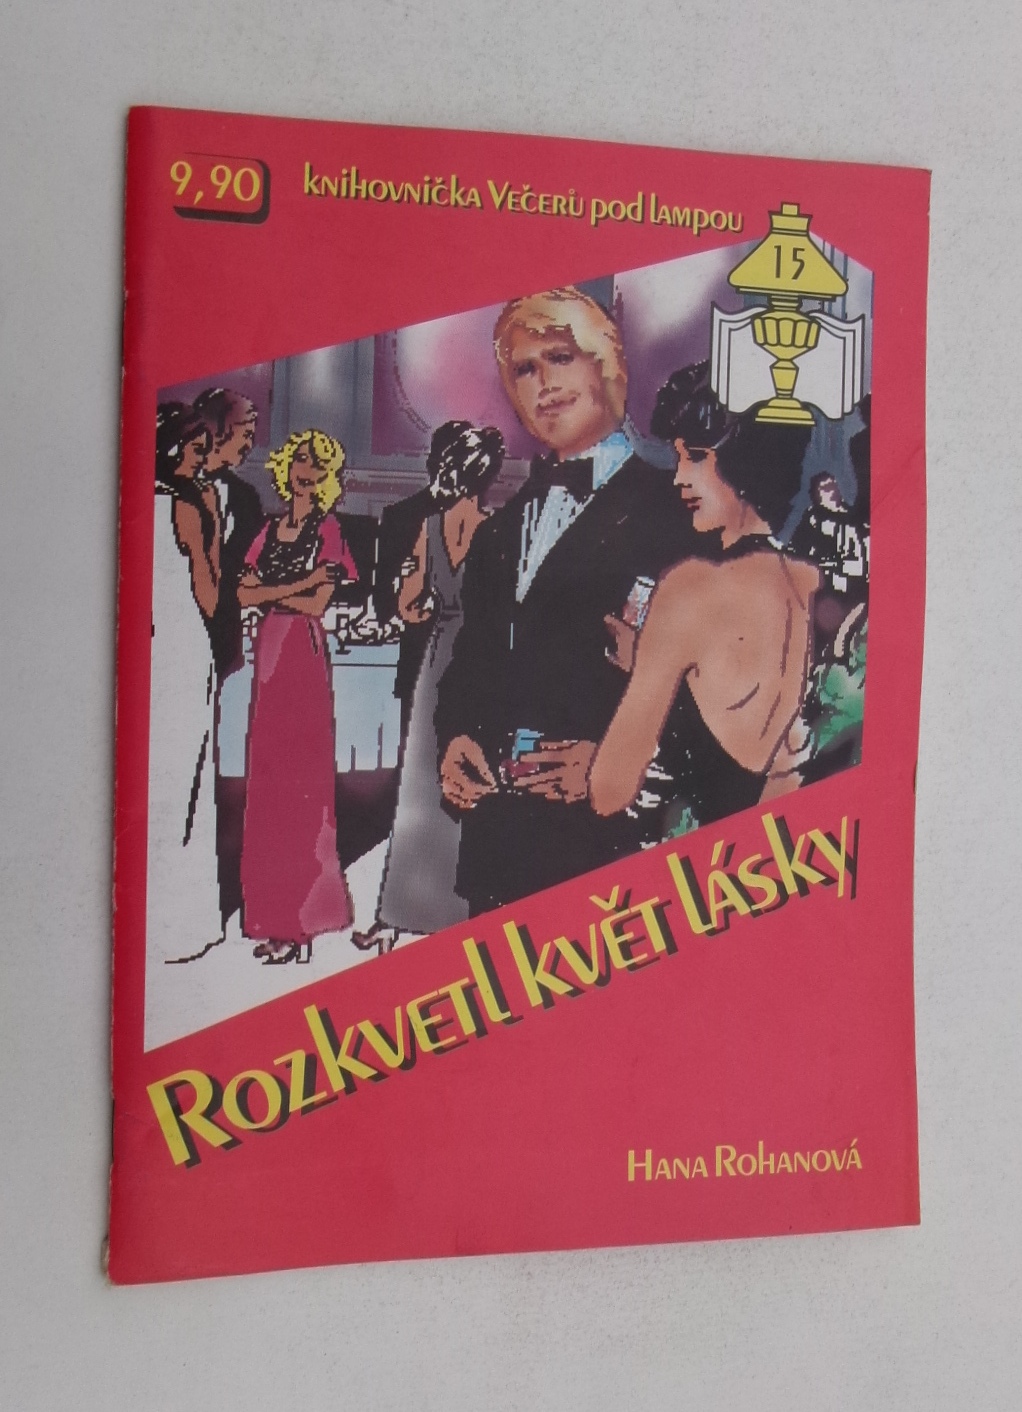 9,90
knihovnička Večerů pod lampou
15
Rozkvetl květ lásky
Hana Rohanová